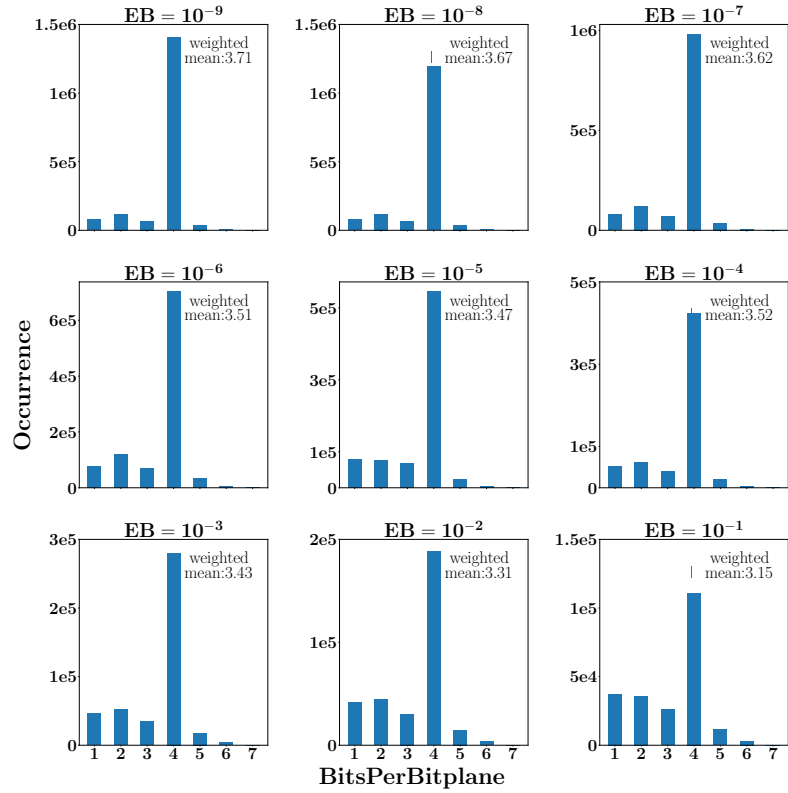 EB = 10⁻⁹
1.5e6
1e6
5e5
0
weighted
mean:3.71
EB = 10⁻⁸
1.5e6
1e6
5e5
0
weighted
mean:3.67
EB = 10⁻⁷
1e6
5e5
0
weighted
mean:3.62
EB = 10⁻⁶
6e5
4e5
2e5
0
weighted
mean:3.51
EB = 10⁻⁵
5e5
3e5
1e5
0
weighted
mean:3.47
EB = 10⁻⁴
5e5
3e5
1e5
0
weighted
mean:3.52
Occurrence
EB = 10⁻³
3e5
2e5
1e5
0
weighted
mean:3.43
1 2 3 4 5 6 7
EB = 10⁻²
2e5
1e5
0
weighted
mean:3.31
1 2 3 4 5 6 7
EB = 10⁻¹
1.5e5
1e5
5e4
0
weighted
mean:3.15
1 2 3 4 5 6 7
BitsPerBitplane